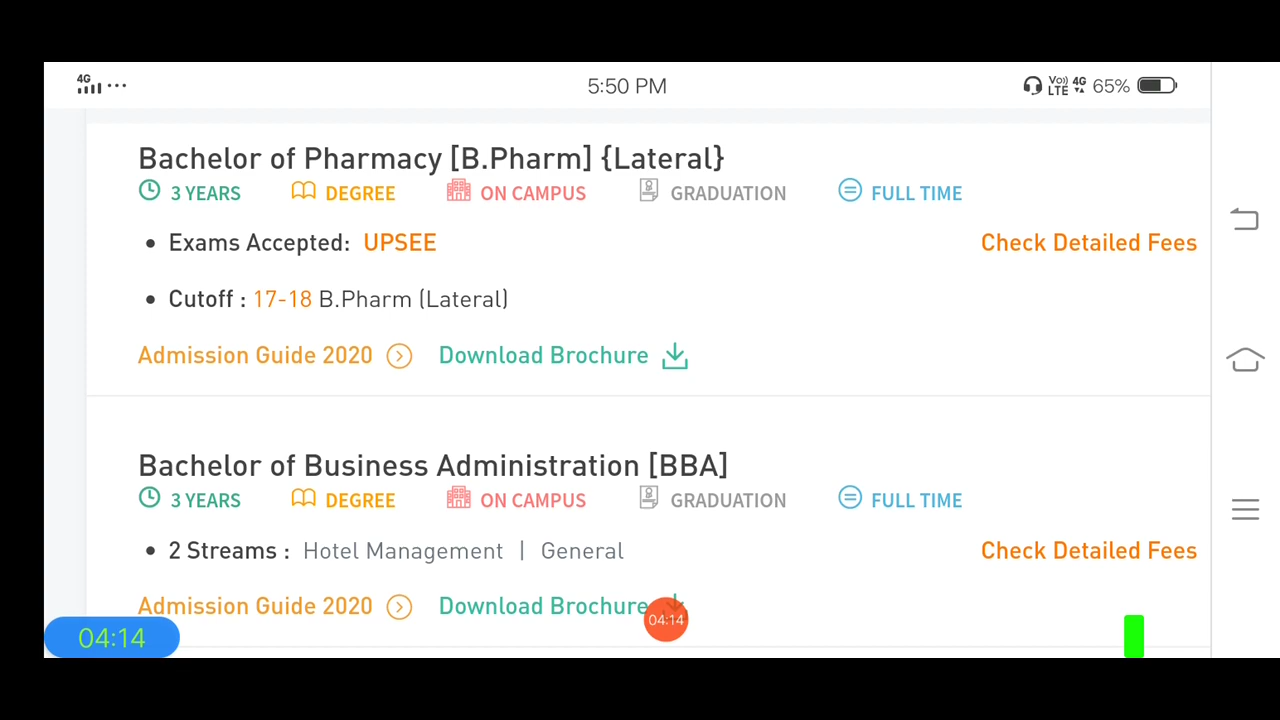 4G ... 5:50 PM Vo)) LTE 4G 65%
Bachelor of Pharmacy [B.Pharm] {Lateral}
3 YEARS DEGREE ON CAMPUS GRADUATION FULL TIME
• Exams Accepted: UPSEE Check Detailed Fees
• Cutoff : 17-18 B.Pharm (Lateral)
Admission Guide 2020 Download Brochure
Bachelor of Business Administration [BBA]
3 YEARS DEGREE ON CAMPUS GRADUATION FULL TIME
• 2 Streams : Hotel Management | General Check Detailed Fees
Admission Guide 2020 Download Brochure
04:14
04:14